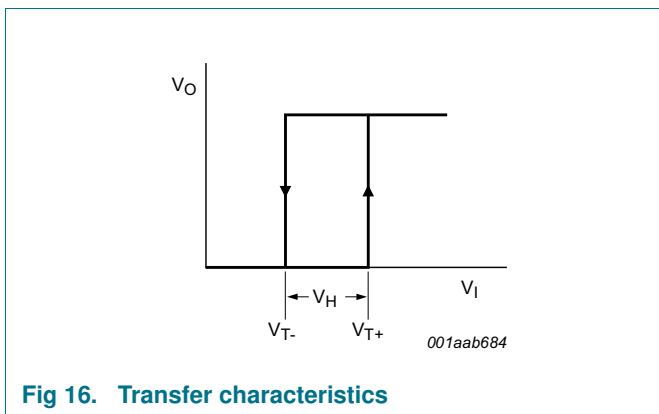 VO
VH
VI
VT-
VT+
001aab684
Fig 16. Transfer characteristics